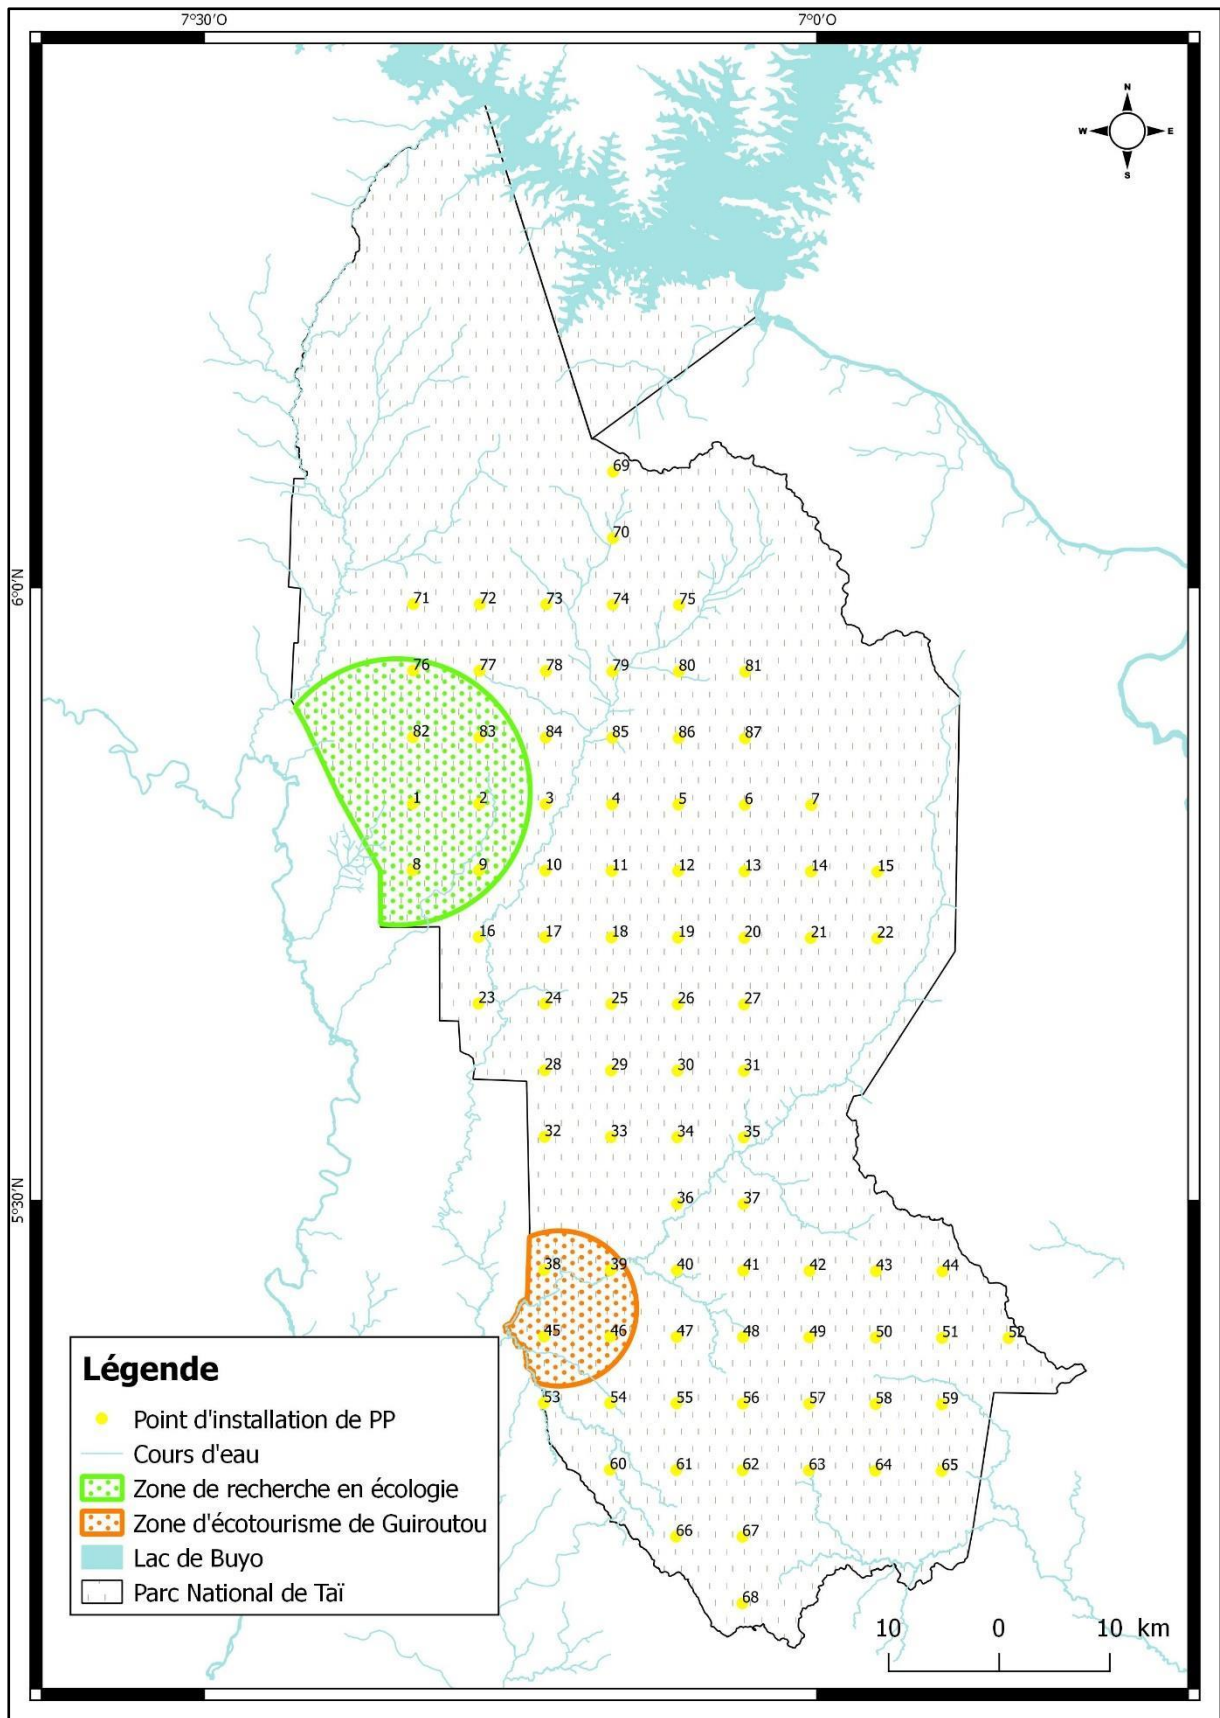 7°30'O 7°0'O
N
W E
S
69
70
6°0'N
71 72 73 74 75
76 77 78 79 80 81
82 83 84 85 86 87
1 2 3 4 5 6 7
8 9 10 11 12 13 14 15
16 17 18 19 20 21 22
23 24 25 26 27
28 29 30 31
32 33 34 35
5°30'N
36 37
38 39 40 41 42 43 44
45 46 47 48 49 50 51 52
53 54 55 56 57 58 59
60 61 62 63 64 65
66 67
68
Légende
Point d'installation de PP
Cours d'eau
Zone de recherche en écologie
Zone d'écotourisme de Guiroutou
Lac de Buyo
Parc National de Taï
10 0 10 km